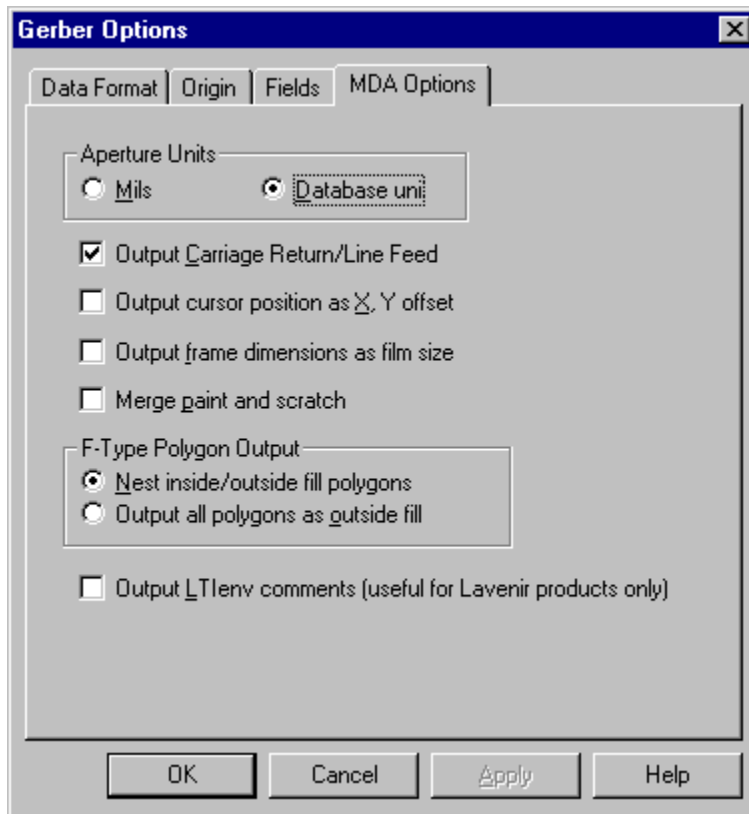 Gerber Options
Data Format Origin Fields MDA Options
Aperture Units
Mils Database uni
Output Carriage Return/Line Feed
Output cursor position as X, Y offset
Output frame dimensions as film size
Merge paint and scratch
F-Type Polygon Output
Nest inside/outside fill polygons
Output all polygons as outside fill
Output LTIenv comments (useful for Lavenir products only)
OK Cancel Apply Help